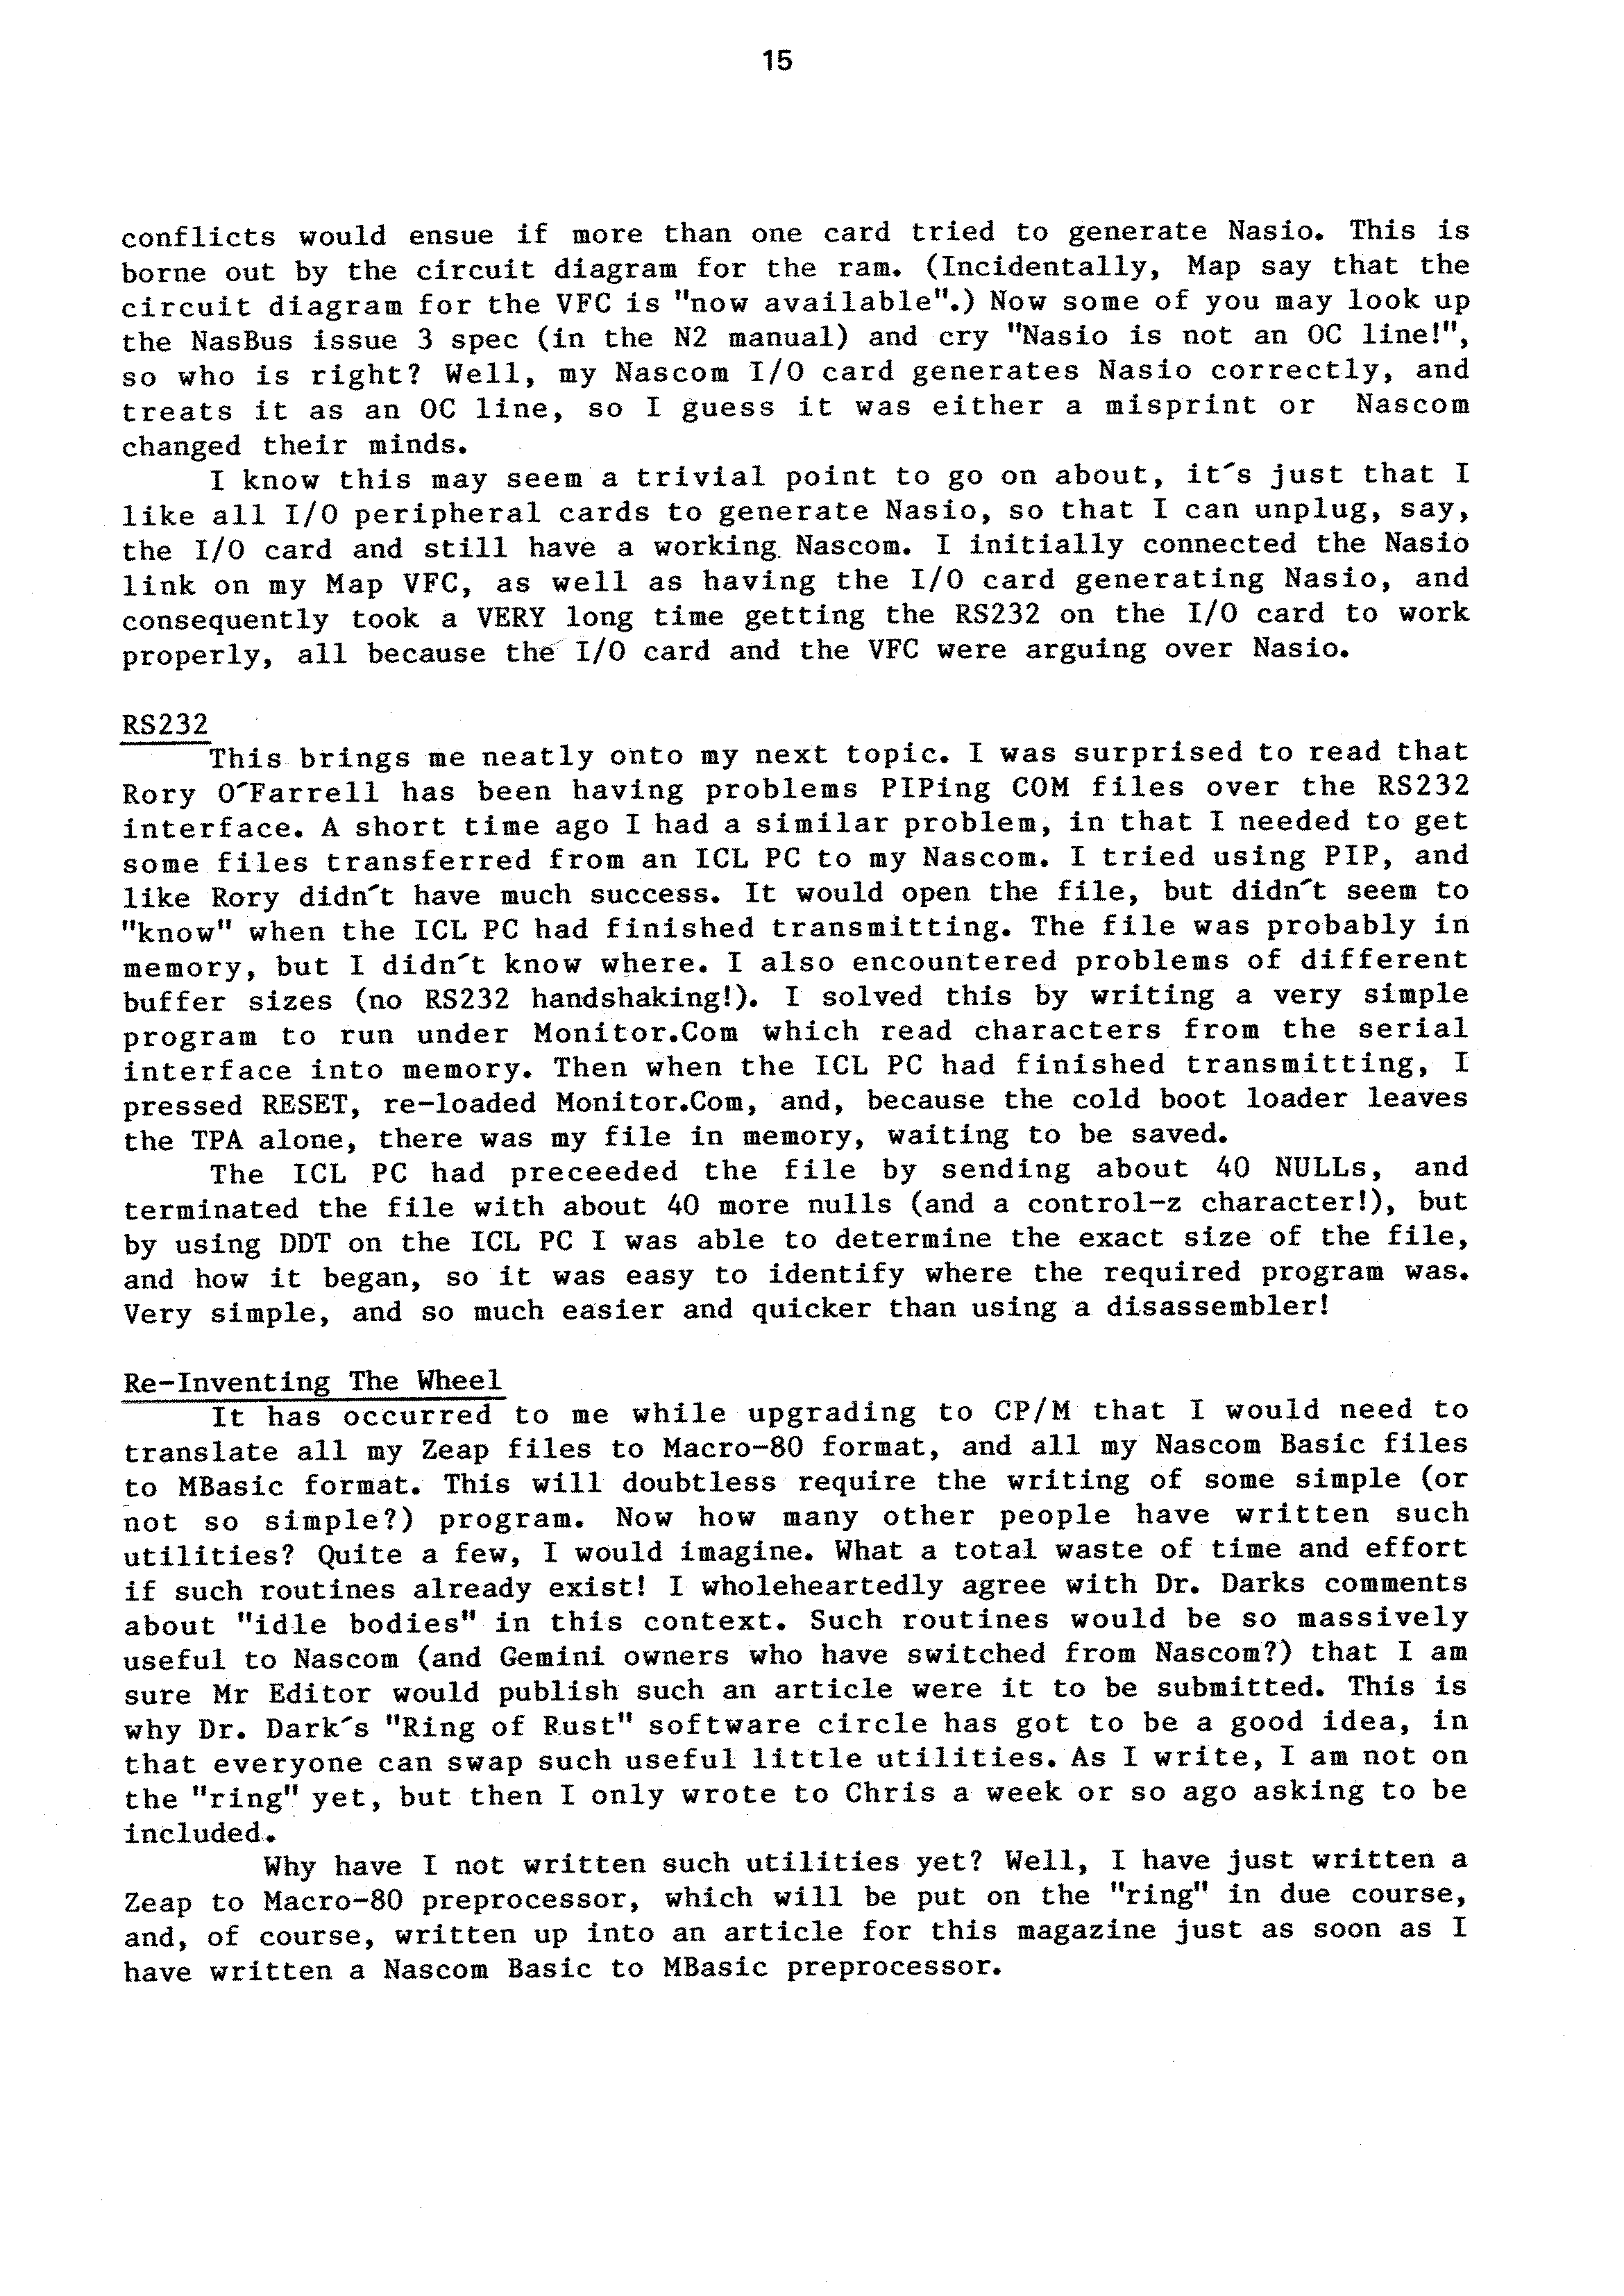 15
conflicts would ensue if more than one card tried to generate Nasio. This is
borne out by the circuit diagram for the ram. (Incidentally, Map say that the
circuit diagram for the VFC is "now available".) Now some of you may look up
the NasBus issue 3 spec (in the N2 manual) and cry "Nasio is not an OC line!",
so who is right? Well, my Nascom I/O card generates Nasio correctly, and
treats it as an OC line, so I guess it was either a misprint or Nascom
changed their minds.
I know this may seem a trivial point to go on about, it's just that I
like all I/O peripheral cards to generate Nasio, so that I can unplug, say,
the I/O card and still have a working Nascom. I initially connected the Nasio
link on my Map VFC, as well as having the I/O card generating Nasio, and
consequently took a VERY long time getting the RS232 on the I/O card to work
properly, all because the I/O card and the VFC were arguing over Nasio.
RS232
This brings me neatly onto my next topic. I was surprised to read that
Rory O'Farrell has been having problems PIPing COM files over the RS232
interface. A short time ago I had a similar problem, in that I needed to get
some files transferred from an ICL PC to my Nascom. I tried using PIP, and
like Rory didn't have much success. It would open the file, but didn't seem to
"know" when the ICL PC had finished transmitting. The file was probably in
memory, but I didn't know where. I also encountered problems of different
buffer sizes (no RS232 handshaking!). I solved this by writing a very simple
program to run under Monitor.Com which read characters from the serial
interface into memory. Then when the ICL PC had finished transmitting, I
pressed RESET, re-loaded Monitor.Com, and, because the cold boot loader leaves
the TPA alone, there was my file in memory, waiting to be saved.
The ICL PC had preceeded the file by sending about 40 NULLs, and
terminated the file with about 40 more nulls (and a control-z character!), but
by using DDT on the ICL PC I was able to determine the exact size of the file,
and how it began, so it was easy to identify where the required program was.
Very simple, and so much easier and quicker than using a disassembler!
Re-Inventing The Wheel
It has occurred to me while upgrading to CP/M that I would need to
translate all my Zeap files to Macro-80 format, and all my Nascom Basic files
to MBasic format. This will doubtless require the writing of some simple (or
not so simple?) program. Now how many other people have written such
utilities? Quite a few, I would imagine. What a total waste of time and effort
if such routines already exist! I wholeheartedly agree with Dr. Darks comments
about "idle bodies" in this context. Such routines would be so massively
useful to Nascom (and Gemini owners who have switched from Nascom?) that I am
sure Mr Editor would publish such an article were it to be submitted. This is
why Dr. Dark's "Ring of Rust" software circle has got to be a good idea, in
that everyone can swap such useful little utilities. As I write, I am not on
the "ring" yet, but then I only wrote to Chris a week or so ago asking to be
included.
Why have I not written such utilities yet? Well, I have just written a
Zeap to Macro-80 preprocessor, which will be put on the "ring" in due course,
and, of course, written up into an article for this magazine just as soon as I
have written a Nascom Basic to MBasic preprocessor.